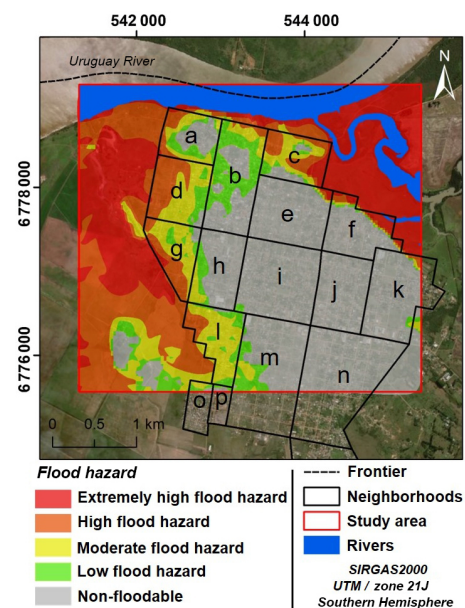 542 000 544 000
Uruguay River
N
6778 000
6776 000
a
b
c
d
e
f
g
h
i
j
k
l
m
n
o
p
0 0.5 1 km
Flood hazard
Extremely high flood hazard
High flood hazard
Moderate flood hazard
Low flood hazard
Non-floodable
Frontier
Neighborhoods
Study area
Rivers
SIRGAS2000
UTM / zone 21J
Southern Hemisphere